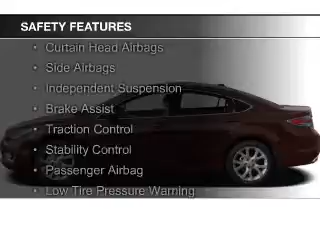 SAFETY FEATURES
• Curtain Head Airbags
• Side Airbags
• Independent Suspension
• Brake Assist
• Traction Control
• Stability Control
• Passenger Airbag
• Low Tire Pressure Warning